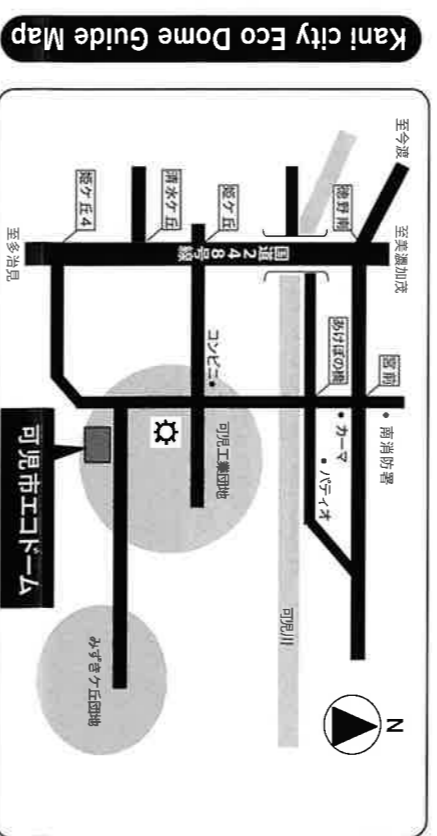 Kani city Eco Dome Guide Map
至今渡
至美濃加茂
徳野南
宮前
南消防署
カーマ
パティオ
あけぼの橋
可児川
国道248号線
姫ケ丘
清水ケ丘
姫ケ丘4
至多治見
コンビニ
可児工業団地
可児市エコドーム
みずきケ丘団地
N